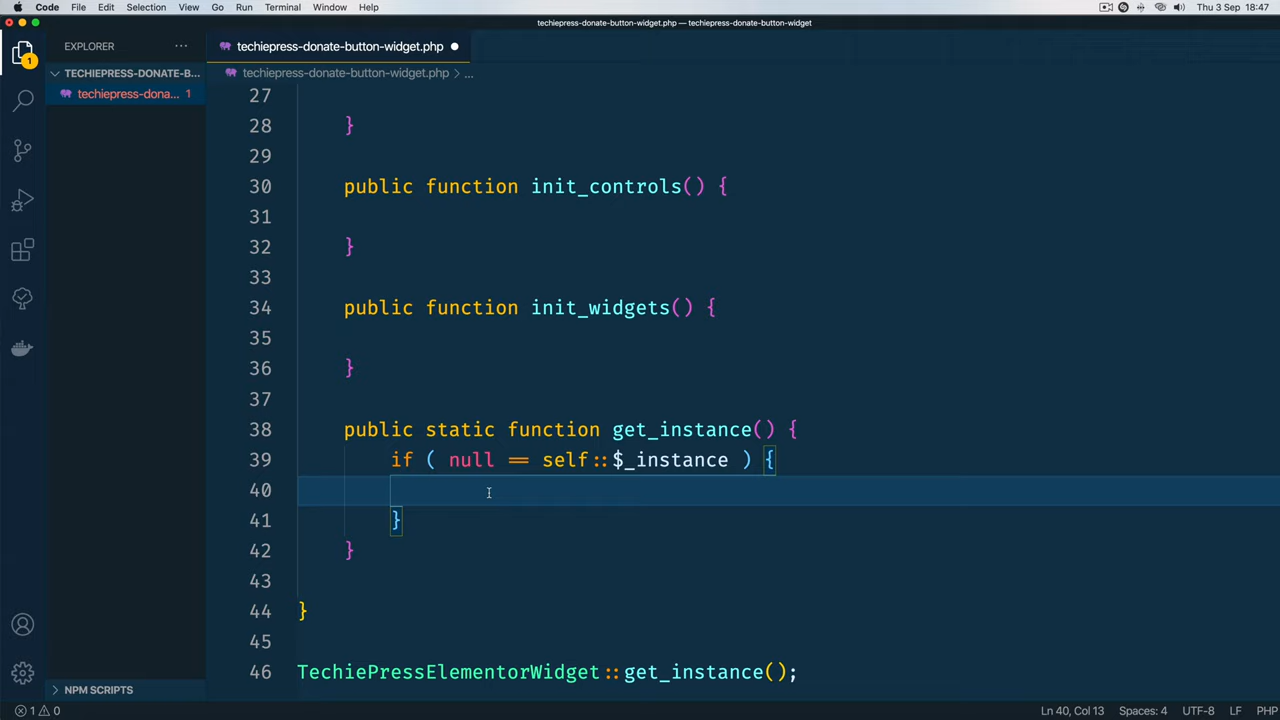 Code File Edit Selection View Go Run Terminal Window Help Thu 3 Sep 18:47
techiepress-donate-button-widget.php — techiepress-donate-button-widget
EXPLORER ...
techiepress-donate-button-widget.php
TECHIEPRESS-DONATE-B...
techiepress-donate-button-widget.php > ...
techiepress-dona... 1
1
27
28 }
29
30 public function init_controls() {
31
32 }
33
34 public function init_widgets() {
35
36 }
37
38 public static function get_instance() {
39 if ( null == self::$_instance ) {
40
41 }
42 }
43
44 }
45
46 TechiePressElementorWidget::get_instance();
NPM SCRIPTS
1 0 Ln 40, Col 13 Spaces: 4 UTF-8 LF PHP